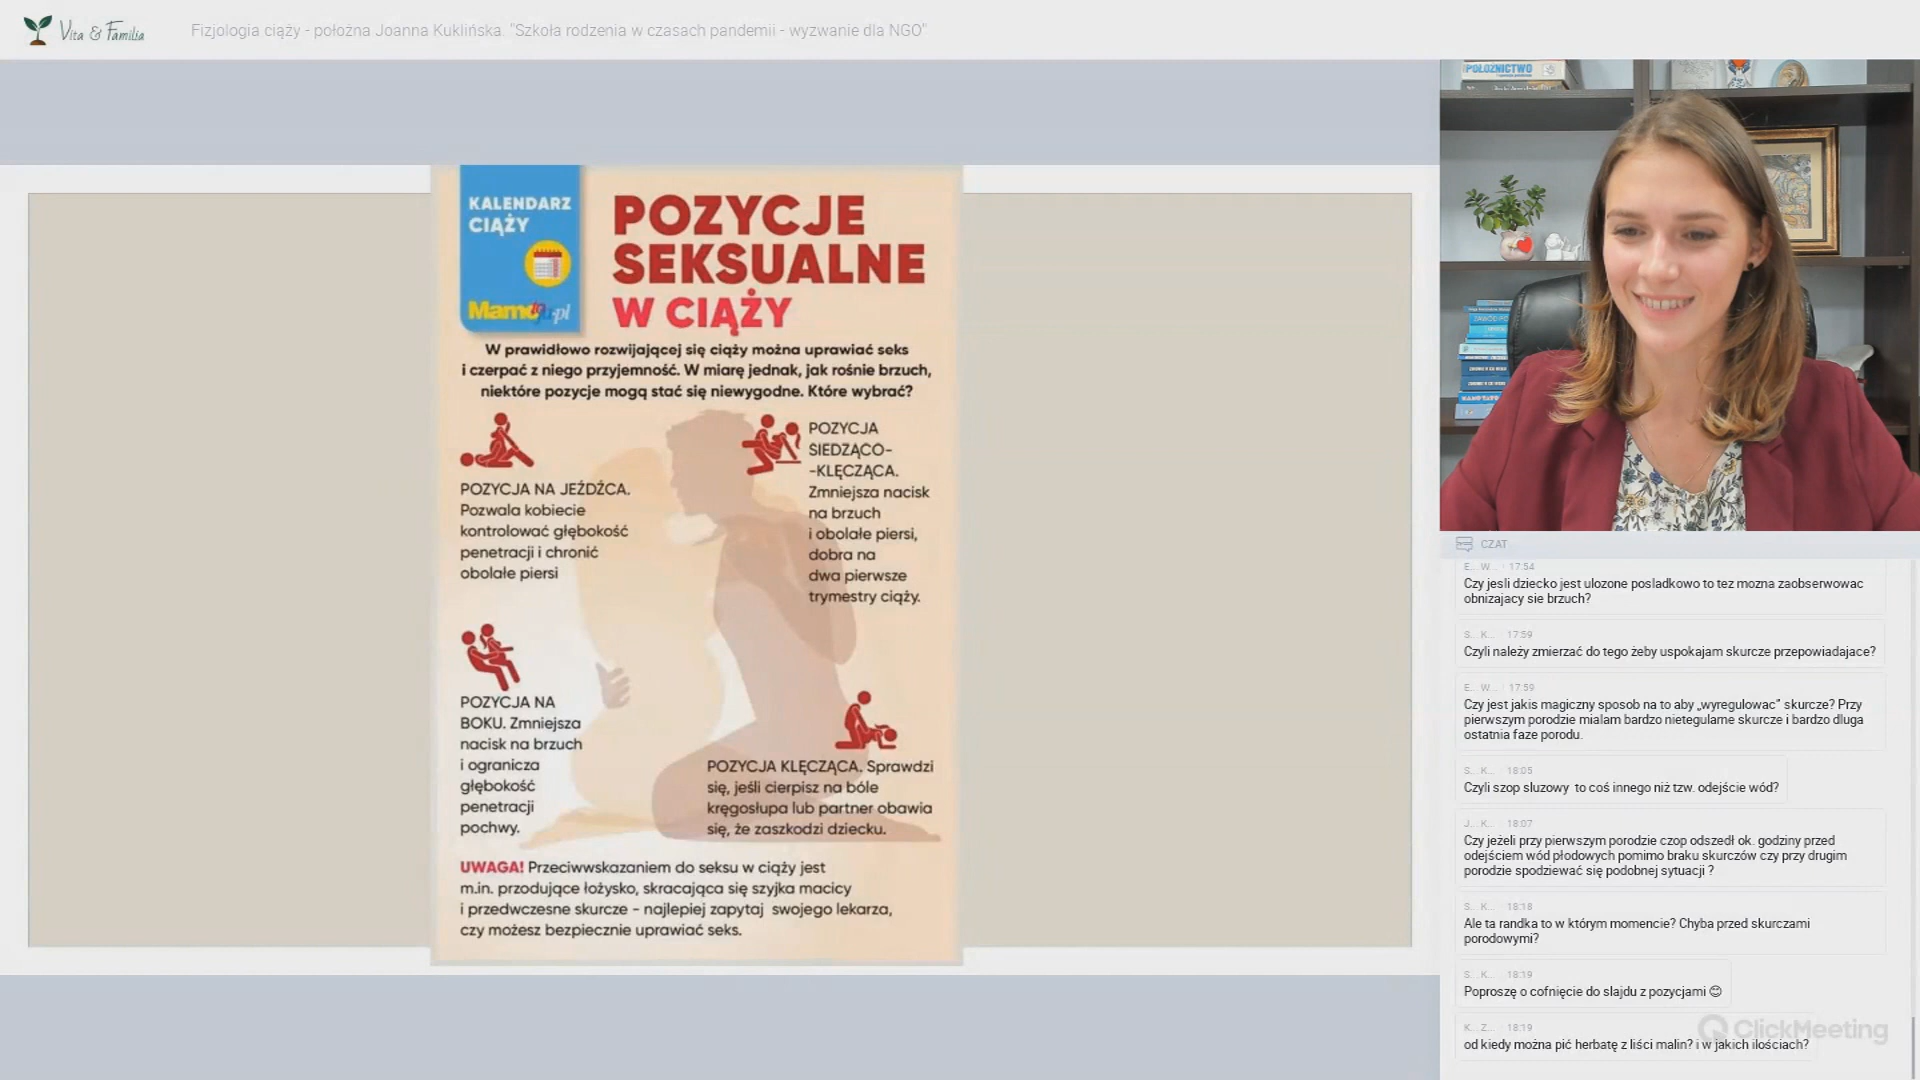 Vita & Familia
Fizjologia ciąży - położna Joanna Kuklińska. "Szkoła rodzenia w czasach pandemii - wyzwanie dla NGO"
KALENDARZ
CIĄŻY
Mamotoja.pl
POZYCJE
SEKSUALNE
W CIĄŻY
W prawidłowo rozwijającej się ciąży można uprawiać seks
i czerpać z niego przyjemność. W miarę jednak, jak rośnie brzuch,
niektóre pozycje mogą stać się niewygodne. Które wybrać?
POZYCJA NA JEŹDŹCA.
Pozwala kobiecie
kontrolować głębokość
penetracji i chronić
obolałe piersi
POZYCJA
SIEDZĄCO-
-KLĘCZĄCA.
Zmniejsza nacisk
na brzuch
i obolałe piersi,
dobra na
dwa pierwsze
trymestry ciąży.
POZYCJA NA
BOKU. Zmniejsza
nacisk na brzuch
i ogranicza
głębokość
penetracji
pochwy.
POZYCJA KLĘCZĄCA. Sprawdzi
się, jeśli cierpisz na bóle
kręgosłupa lub partner obawia
się, że zaszkodzi dziecku.
UWAGA! Przeciwwskazaniem do seksu w ciąży jest
m.in. przodujące łożysko, skracająca się szyjka macicy
i przedwczesne skurcze - najlepiej zapytaj swojego lekarza,
czy możesz bezpiecznie uprawiać seks.
POŁOŻNICTWO
CZAT
E... W... · 17:54
Czy jesli dziecko jest ulozone posladkowo to tez mozna zaobserwowac
obnizajacy sie brzuch?
S... K... · 17:59
Czyli należy zmierzać do tego żeby uspokajam skurcze przepowiadajace?
E... W... · 17:59
Czy jest jakis magiczny sposob na to aby „wyregulowac” skurcze? Przy
pierwszym porodzie mialam bardzo nietegularne skurcze i bardzo dluga
ostatnia faze porodu.
S... K... · 18:05
Czyli szop sluzowy to coś innego niż tzw. odejście wód?
J... K... · 18:07
Czy jeżeli przy pierwszym porodzie czop odszedł ok. godziny przed
odejściem wód płodowych pomimo braku skurczów czy przy drugim
porodzie spodziewać się podobnej sytuacji ?
S... K... · 18:18
Ale ta randka to w którym momencie? Chyba przed skurczami
porodowymi?
S... K... · 18:19
Poproszę o cofnięcie do slajdu z pozycjami 😊
K... Z... · 18:19
od kiedy można pić herbatę z liści malin? i w jakich ilościach?
ClickMeeting